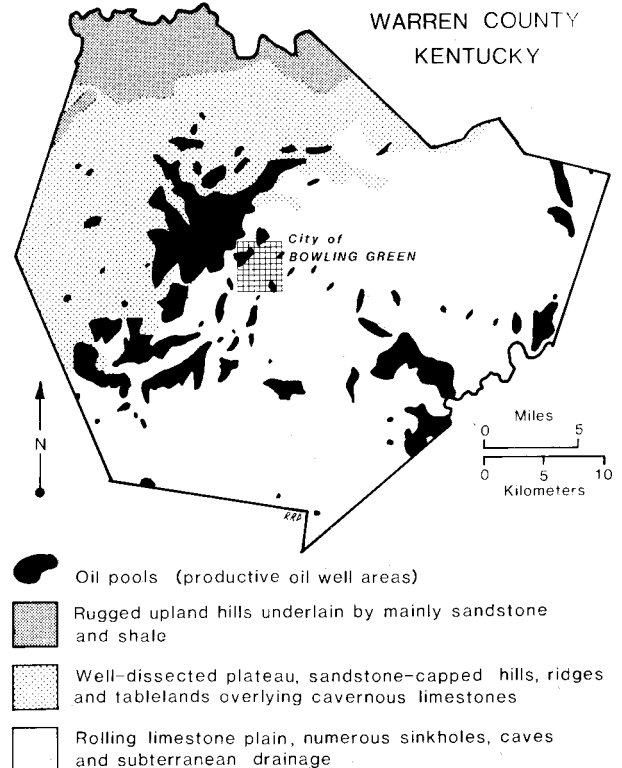 WARREN COUNTY
KENTUCKY
City of
BOWLING GREEN
N
Miles
0 5
0 5 10
Kilometers
RRD
Oil pools (productive oil well areas)
Rugged upland hills underlain by mainly sandstone
and shale
Well-dissected plateau, sandstone-capped hills, ridges
and tablelands overlying cavernous limestones
Rolling limestone plain, numerous sinkholes, caves
and subterranean drainage